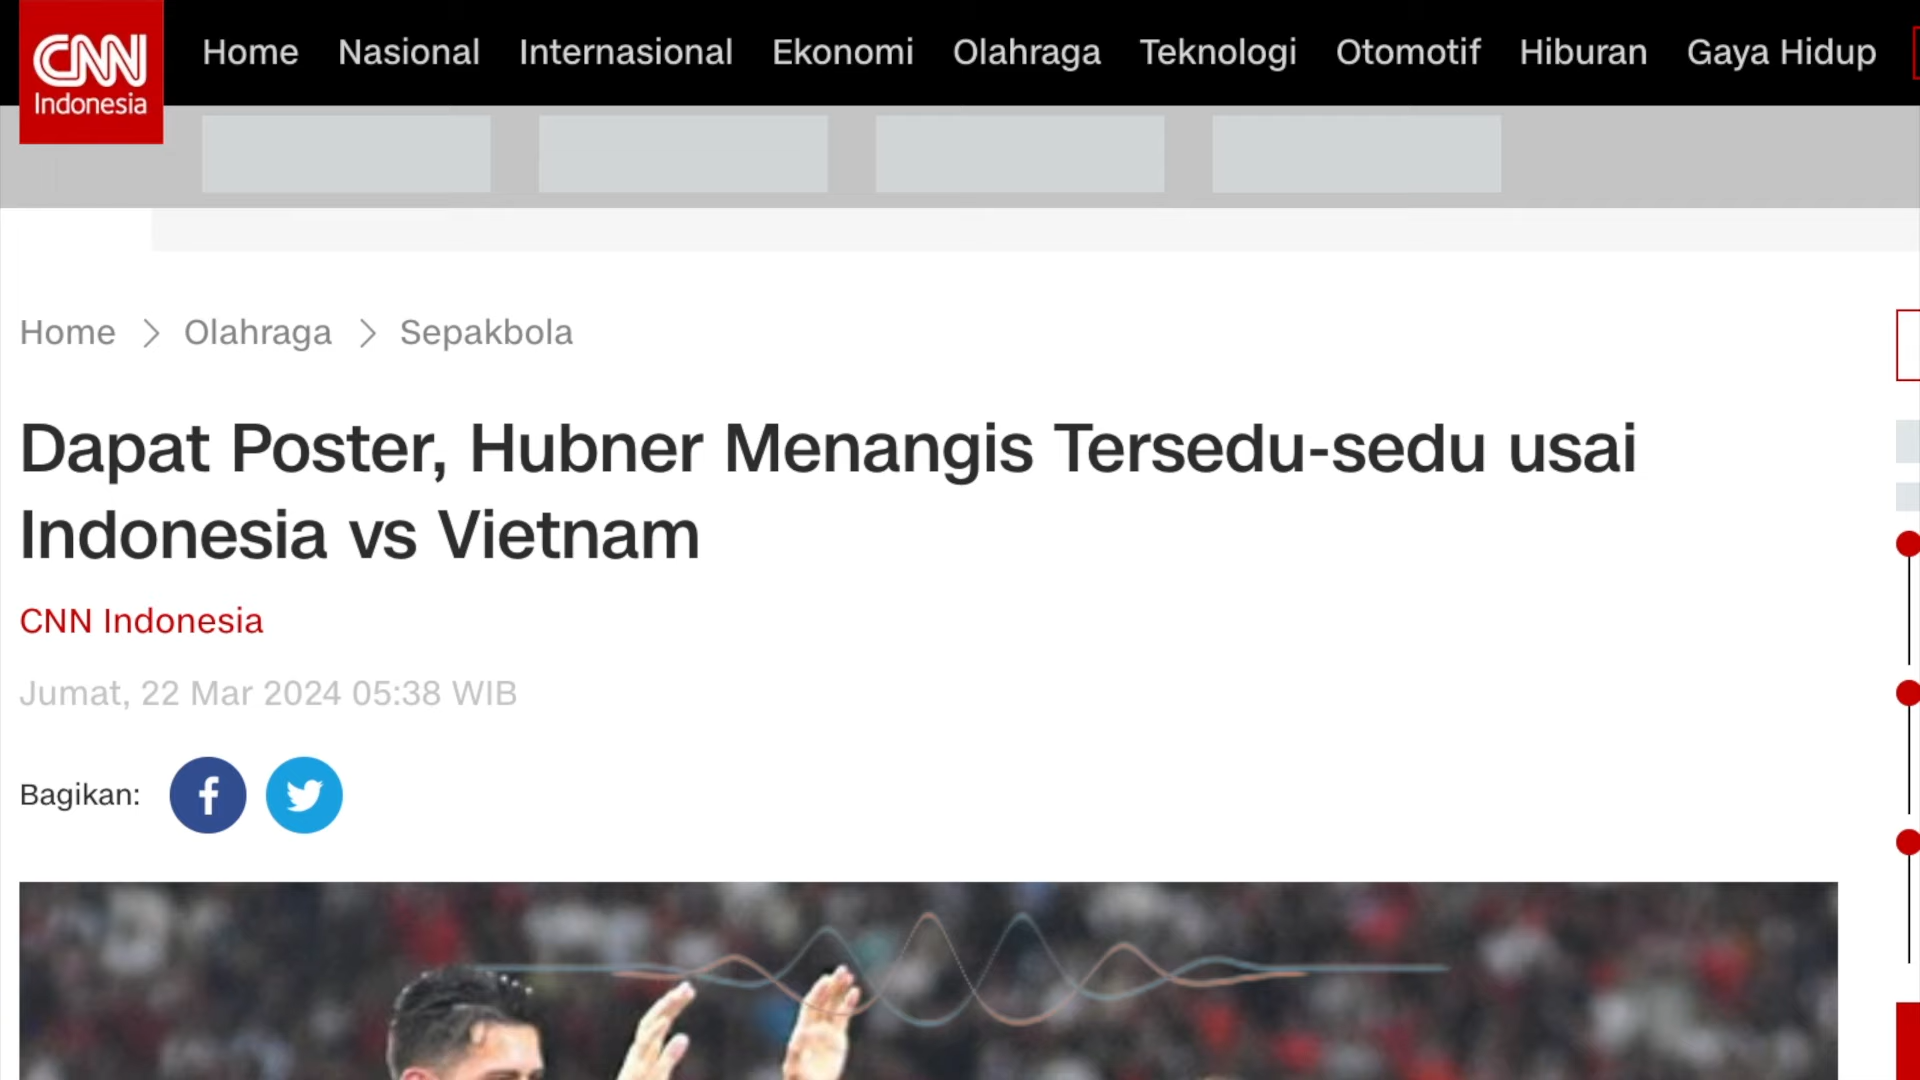 CNN
Indonesia
Home Nasional Internasional Ekonomi Olahraga Teknologi Otomotif Hiburan Gaya Hidup
Home > Olahraga > Sepakbola
Dapat Poster, Hubner Menangis Tersedu-sedu usai
Indonesia vs Vietnam
CNN Indonesia
Jumat, 22 Mar 2024 05:38 WIB
Bagikan: